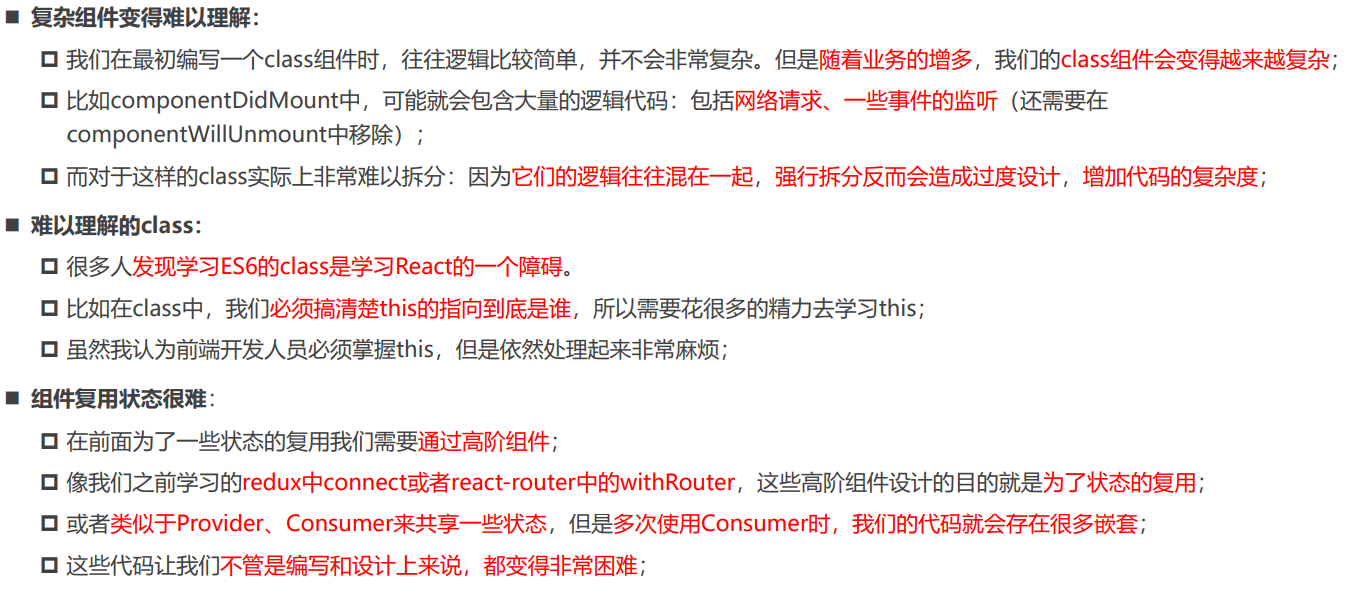 复杂组件变得难以理解：
我们在最初编写一个class组件时，往往逻辑比较简单，并不会非常复杂。但是随着业务的增多，我们的class组件会变得越来越复杂；
比如componentDidMount中，可能就会包含大量的逻辑代码：包括网络请求、一些事件的监听（还需要在
componentWillUnmount中移除）；
而对于这样的class实际上非常难以拆分：因为它们的逻辑往往混在一起，强行拆分反而会造成过度设计，增加代码的复杂度；
难以理解的class：
很多人发现学习ES6的class是学习React的一个障碍。
比如在class中，我们必须搞清楚this的指向到底是谁，所以需要花很多的精力去学习this；
虽然我认为前端开发人员必须掌握this，但是依然处理起来非常麻烦；
组件复用状态很难：
在前面为了一些状态的复用我们需要通过高阶组件；
像我们之前学习的redux中connect或者react-router中的withRouter，这些高阶组件设计的目的就是为了状态的复用；
或者类似于Provider、Consumer来共享一些状态，但是多次使用Consumer时，我们的代码就会存在很多嵌套；
这些代码让我们不管是编写和设计上来说，都变得非常困难；